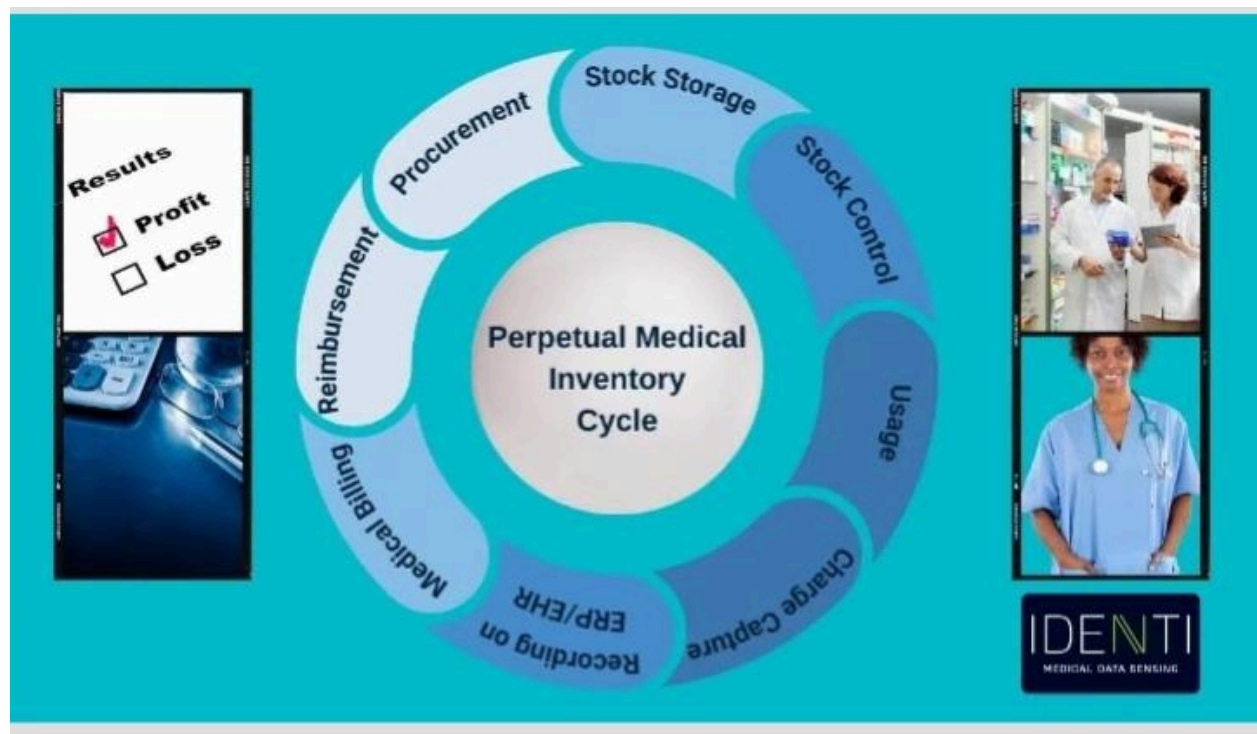 Results
Profit
Loss
Procurement
Stock Storage
Stock Control
Usage
Charge Capture
Recording on
ERP/EHR
Medical Billing
Reimbursement
Perpetual Medical
Inventory
Cycle
IDENTI
MEDICAL DATA SENSING